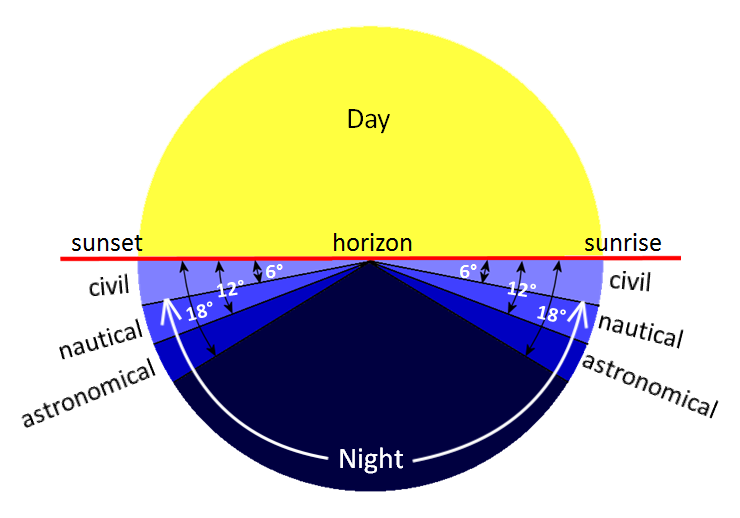 Day
sunset
horizon
sunrise
civil
6°
6°
civil
12°
12°
nautical
18°
18°
nautical
astronomical
astronomical
Night